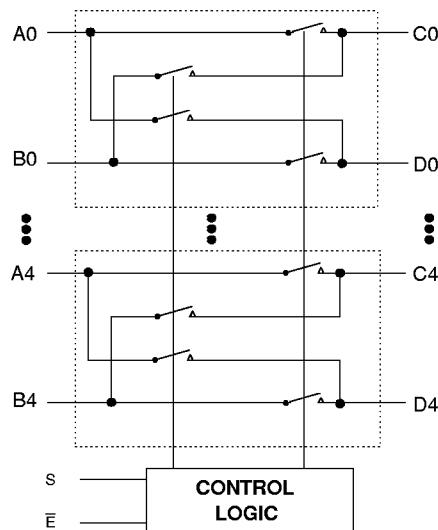 A0 C0
B0 D0
A4 C4
B4 D4
S
E̅
CONTROL
LOGIC